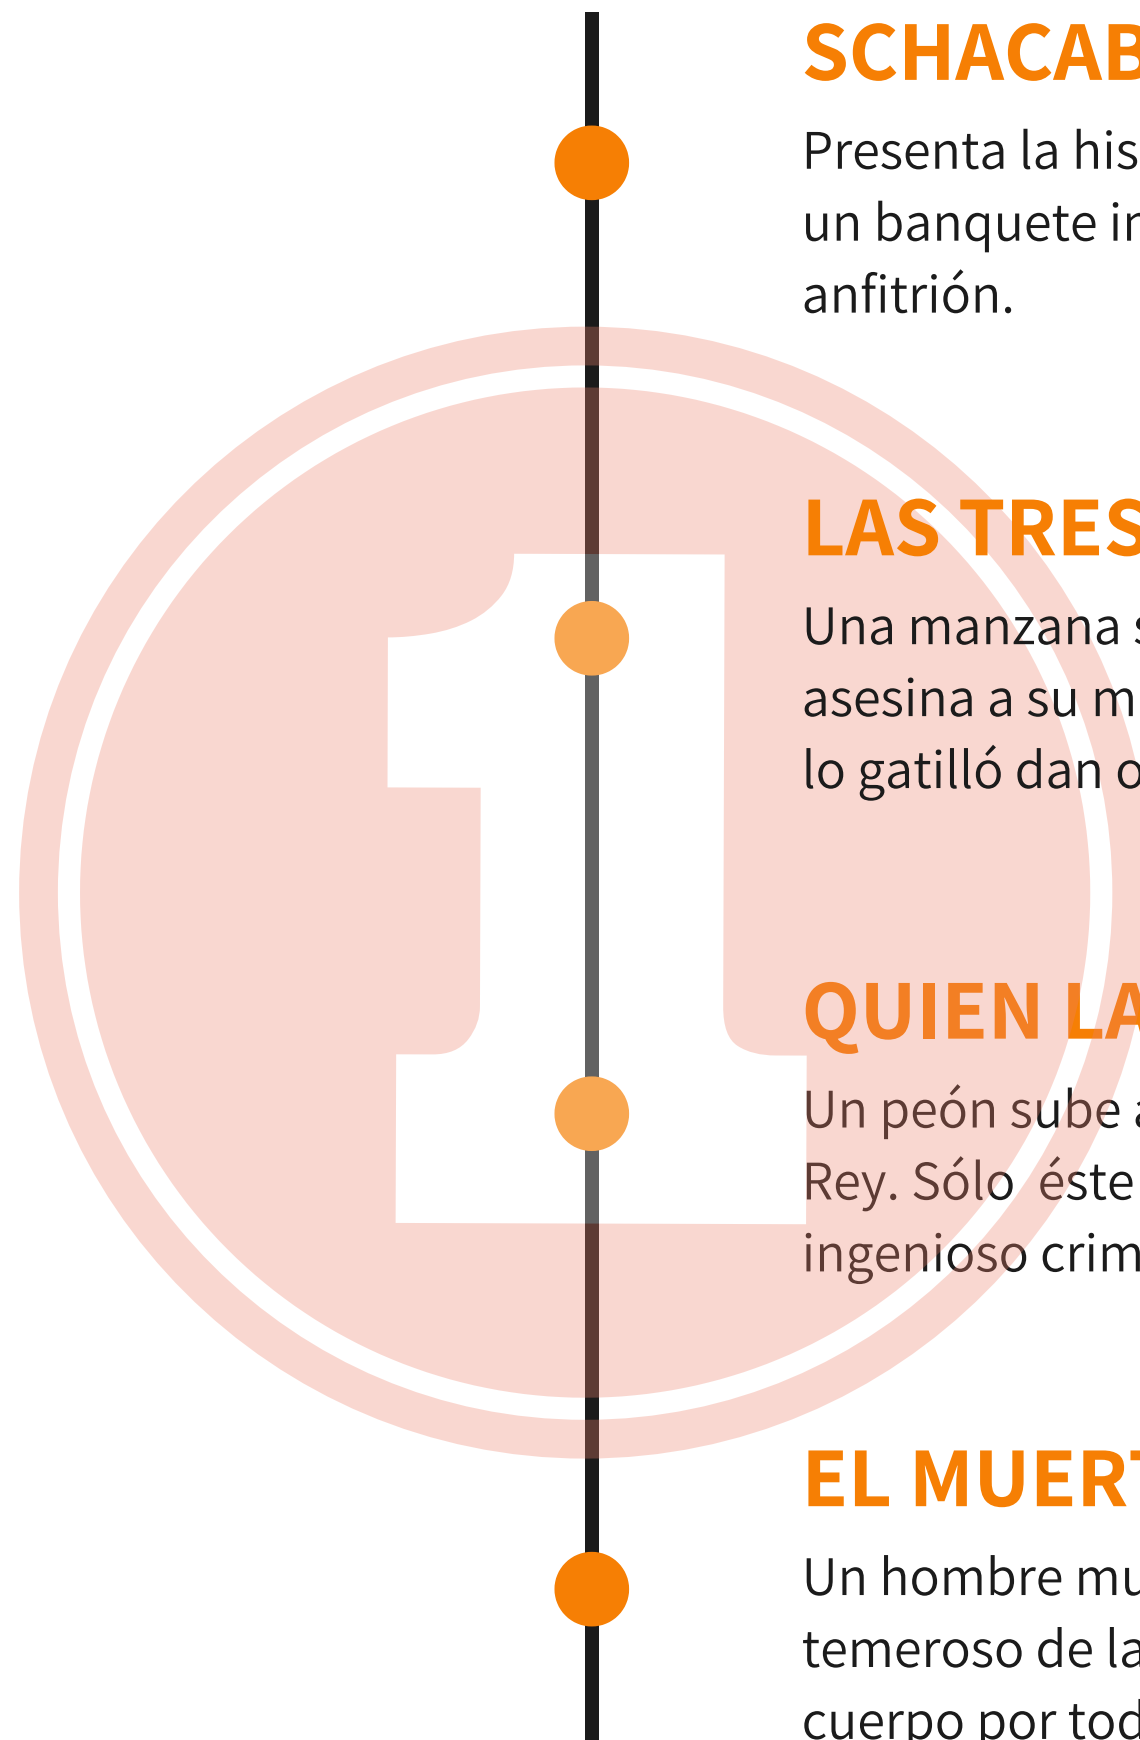 SCHACAB
Presenta la his
un banquete
anfitrión.
LAS TRES
Una manzana
asesina a su m
lo gatilló dan o
QUIEN LA
Un peón sube a
Rey. Sólo éste
ingenioso crim
EL MUERT
Un hombre mu
temeroso de la
cuerpo por tod
1